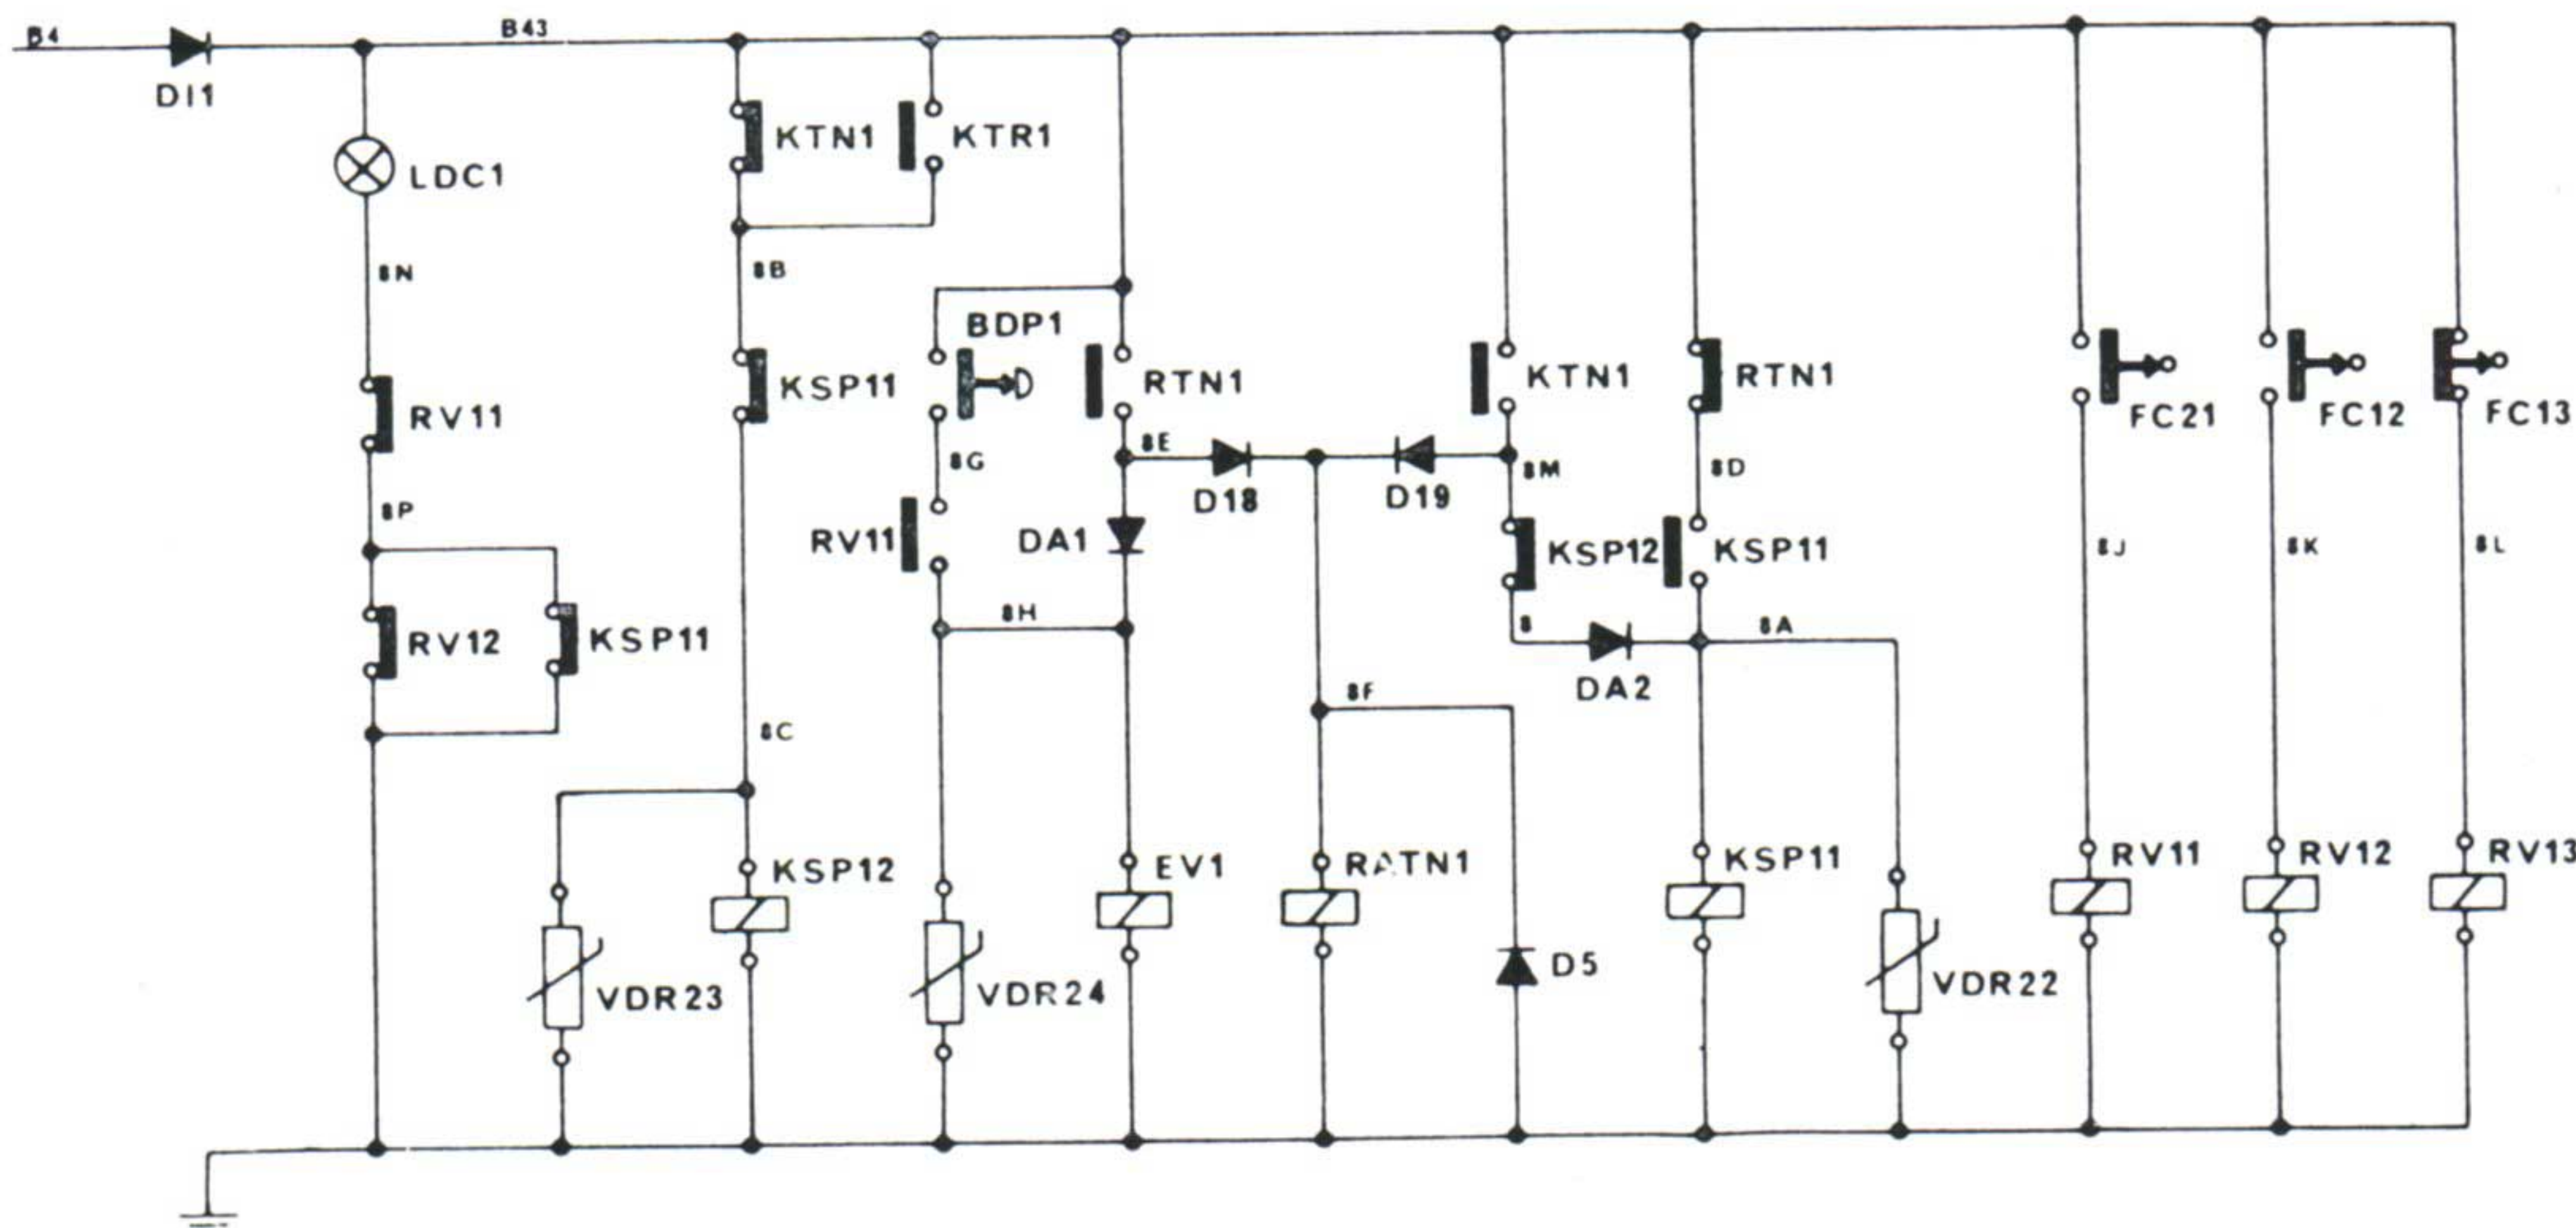 B4
B43
DI1
KTN1
KTR1
LDC1
8N
8B
BDP1
KSP11
RTN1
KTN1
RTN1
RV11
FC21
FC12
FC13
8E
8G
8M
8D
D18
D19
8P
RV11
DA1
KSP12
KSP11
8J
8K
8L
8H
8
8A
RV12
KSP11
DA2
8F
8C
KSP12
EV1
RATN1
KSP11
RV11
RV12
RV13
D5
VDR23
VDR24
VDR22